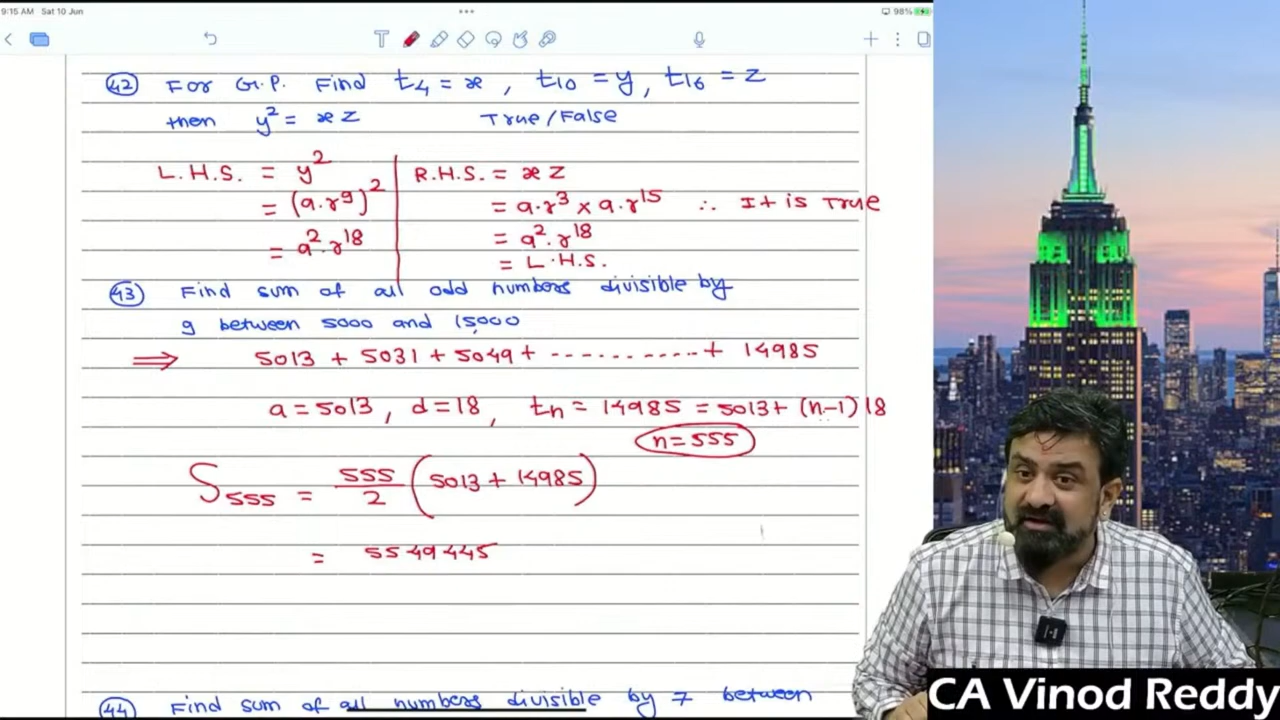 9:15 AM Sat 10 Jun
98%
42 For G.P. Find t4 = x , t10 = y, t16 = z
then y² = xz True/False
L.H.S. = y²
= (a.r⁹)²
= a².r¹⁸
R.H.S. = xz
= a.r³ × a.r¹⁵ ∴ It is True
= a².r¹⁸
= L.H.S.
43 Find sum of all odd numbers divisible by
9 between 5000 and 15,000
⇒ 5013 + 5031 + 5049 + ........... + 14985
a = 5013, d = 18, tn = 14985 = 5013 + (n-1) 18
n = 555
S555 = 555/2 (5013 + 14985)
= 5549445
44 Find sum of all numbers divisible by 7 between
CA Vinod Reddy